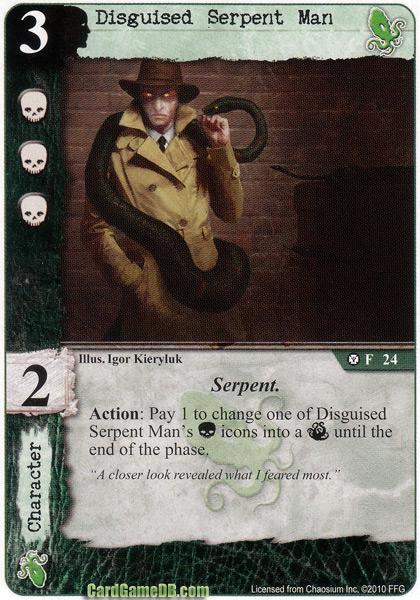 3
Disguised Serpent Man
Illus. Igor Kieryluk
F 24
2
Serpent.
Action: Pay 1 to change one of Disguised
Serpent Man's icons into a until the
end of the phase.
"A closer look revealed what I feared most."
Character
CardGameDB.com
Licensed from Chaosium Inc. ©2010 FFG